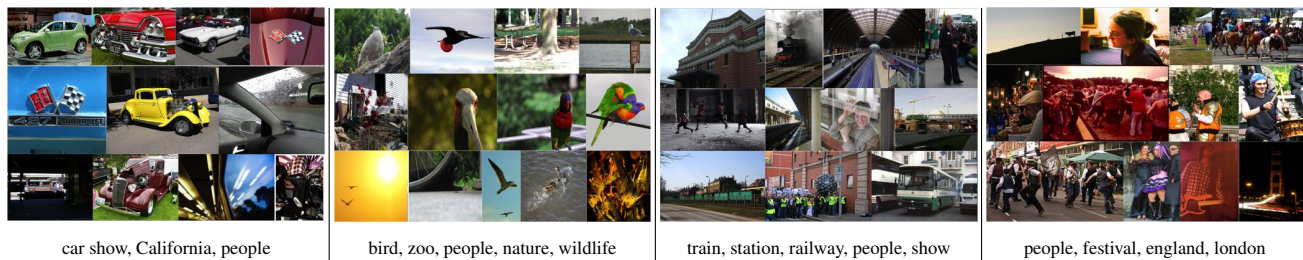 car show, California, people
bird, zoo, people, nature, wildlife
train, station, railway, people, show
people, festival, england, london